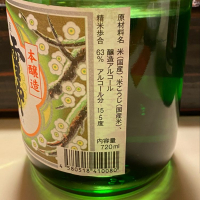 本醸造
原材料名 米(国産)、米こうじ(国産米)、
醸造アルコール
精米歩合 63% アルコール分 15.5度
内容量
720ml
4580518410080